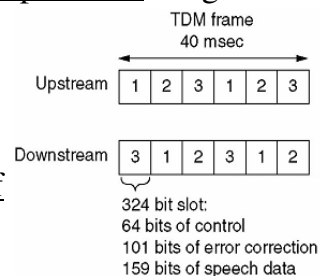 TDM frame
40 msec
Upstream 1 2 3 1 2 3
Downstream 3 1 2 3 1 2
f
324 bit slot:
64 bits of control
101 bits of error correction
159 bits of speech data